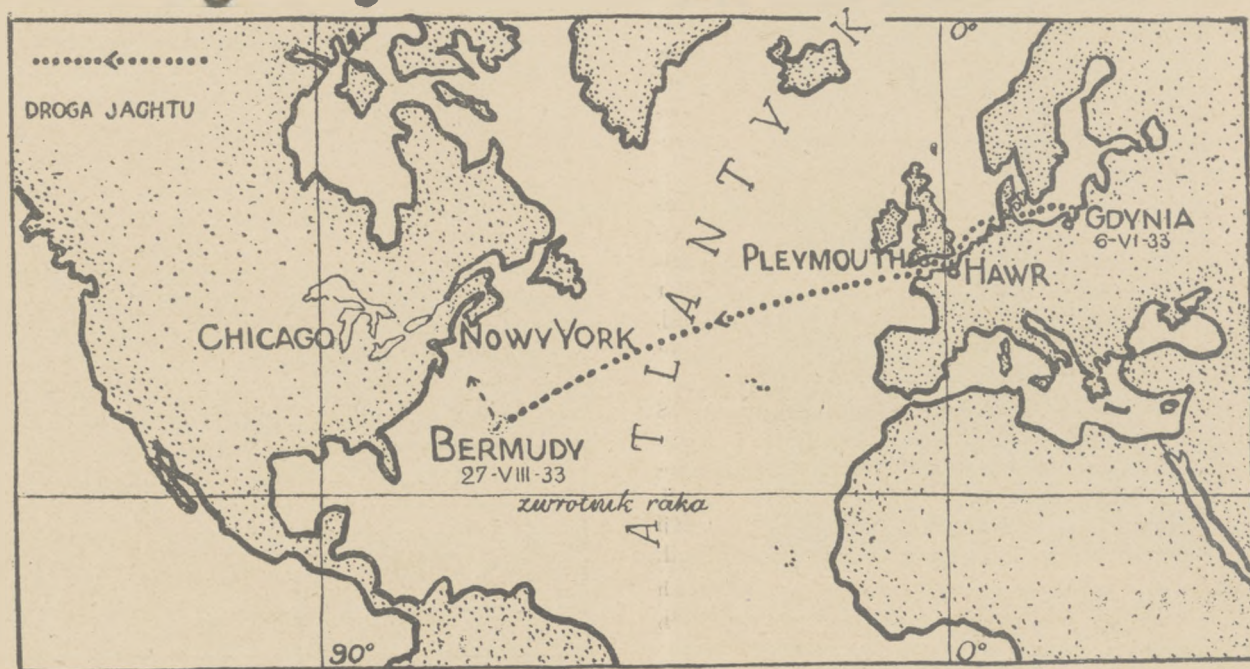 0°
DROGA JACHTU
ATLANTYK
GDYNIA
6-VI-33
PLEYMOUTH
HAWR
CHICAGO
NOWY YORK
BERMUDY
27-VIII-33
zwrotnik raka
90°
0°